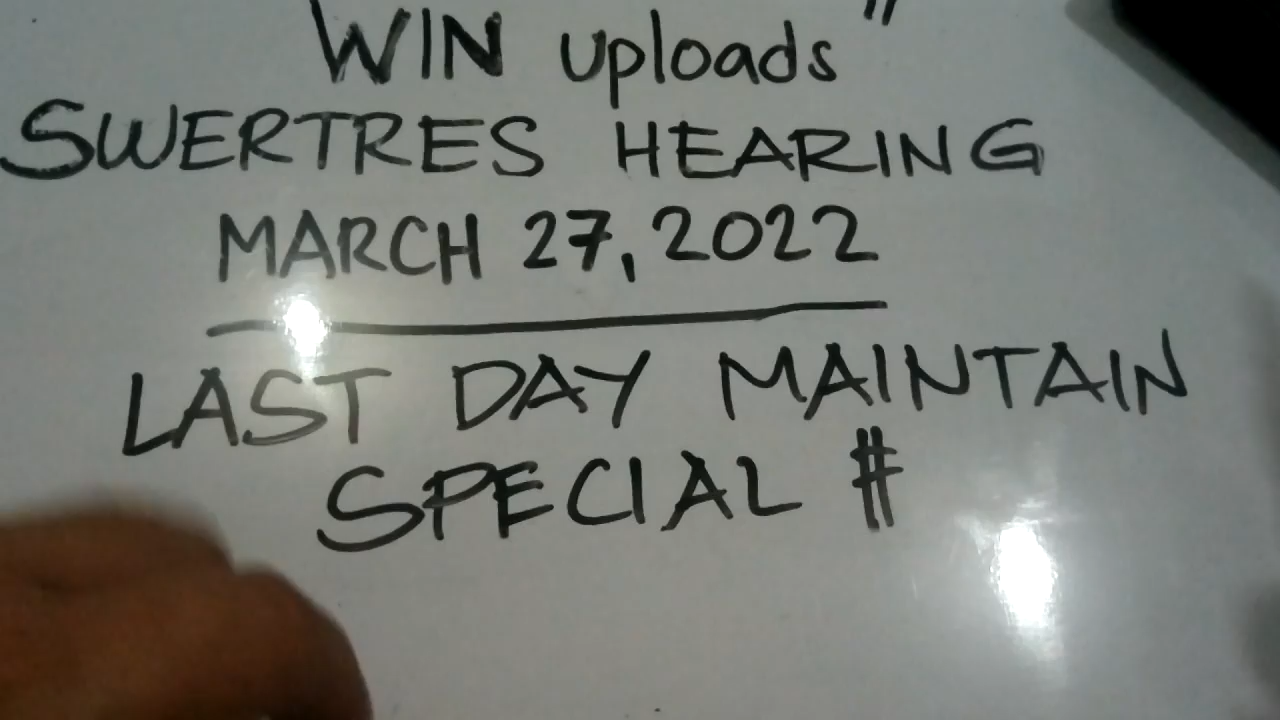 WIN uploads"
SWERTRES HEARING
MARCH 27, 2022
LAST DAY MAINTAIN
SPECIAL #